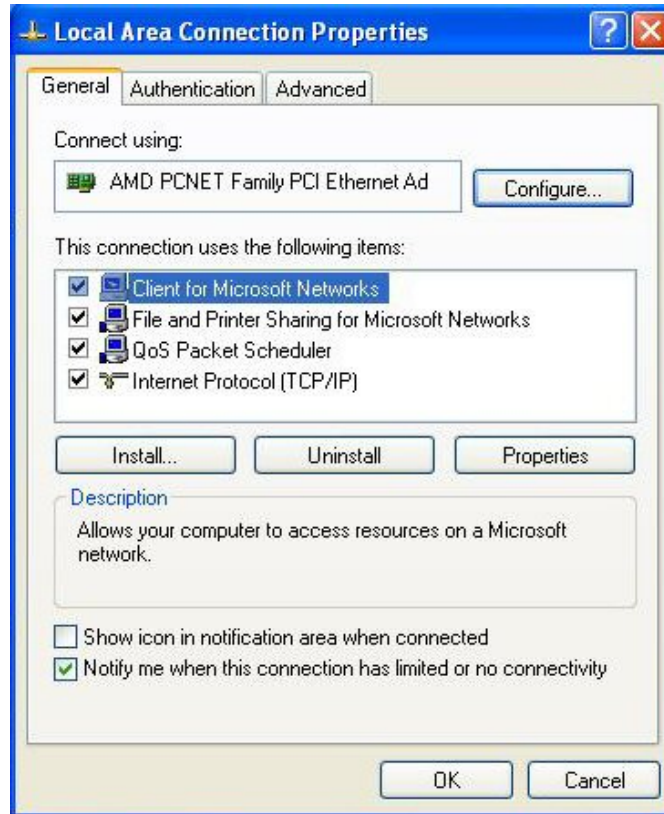 Local Area Connection Properties
General Authentication Advanced
Connect using:
AMD PCNET Family PCI Ethernet Ad
Configure...
This connection uses the following items:
Client for Microsoft Networks
File and Printer Sharing for Microsoft Networks
QoS Packet Scheduler
Internet Protocol (TCP/IP)
Install... Uninstall Properties
Description
Allows your computer to access resources on a Microsoft
network.
Show icon in notification area when connected
Notify me when this connection has limited or no connectivity
OK Cancel